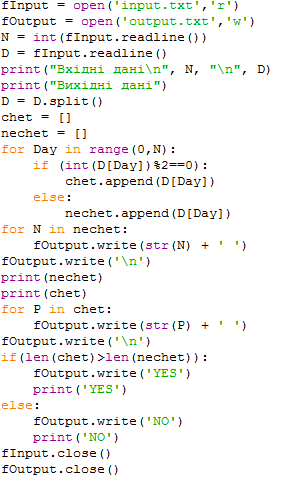 fInput = open('input.txt','r')
fOutput = open('output.txt','w')
N = int(fInput.readline())
D = fInput.readline()
print("Вхідні дані\n", N, "\n", D)
print("Вихідні дані")
D = D.split()
chet = []
nechet = []
for Day in range(0,N):
    if (int(D[Day])%2==0):
        chet.append(D[Day])
    else:
        nechet.append(D[Day])
for N in nechet:
    fOutput.write(str(N) + ' ')
fOutput.write('\n')
print(nechet)
print(chet)
for P in chet:
    fOutput.write(str(P) + ' ')
fOutput.write('\n')
if(len(chet)>len(nechet)):
    fOutput.write('YES')
    print('YES')
else:
    fOutput.write('NO')
    print('NO')
fInput.close()
fOutput.close()